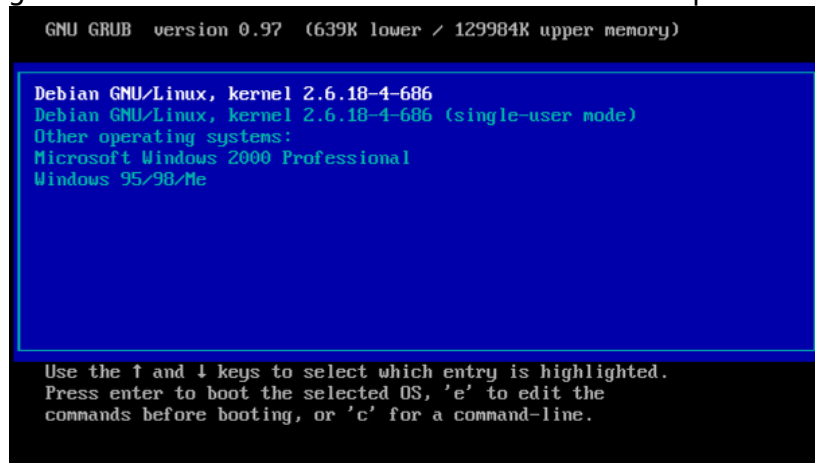 GNU GRUB version 0.97 (639K lower / 129984K upper memory)
Debian GNU/Linux, kernel 2.6.18-4-686
Debian GNU/Linux, kernel 2.6.18-4-686 (single-user mode)
Other operating systems:
Microsoft Windows 2000 Professional
Windows 95/98/Me
Use the ↑ and ↓ keys to select which entry is highlighted.
Press enter to boot the selected OS, 'e' to edit the
commands before booting, or 'c' for a command-line.